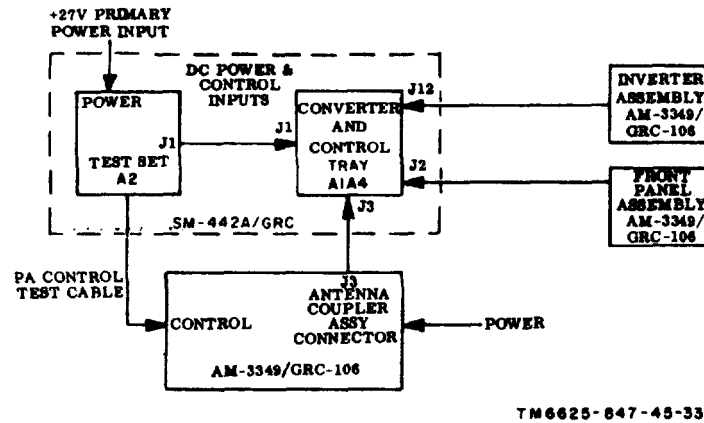 +27V PRIMARY
POWER INPUT
DC POWER &
CONTROL
INPUTS
POWER
J1
TEST SET
A2
J1
CONVERTER
AND
CONTROL
TRAY
A1A4
J12
J2
J3
SM-442A/GRC
INVERTER
ASSEMBLY
AM-3349/
GRC-106
FRONT
PANEL
ASSEMBLY
AM-3349/
GRC-106
PA CONTROL
TEST CABLE
CONTROL
J3
ANTENNA
COUPLER
ASSY
CONNECTOR
POWER
AM-3349/GRC-106
TM6625-847-45-33